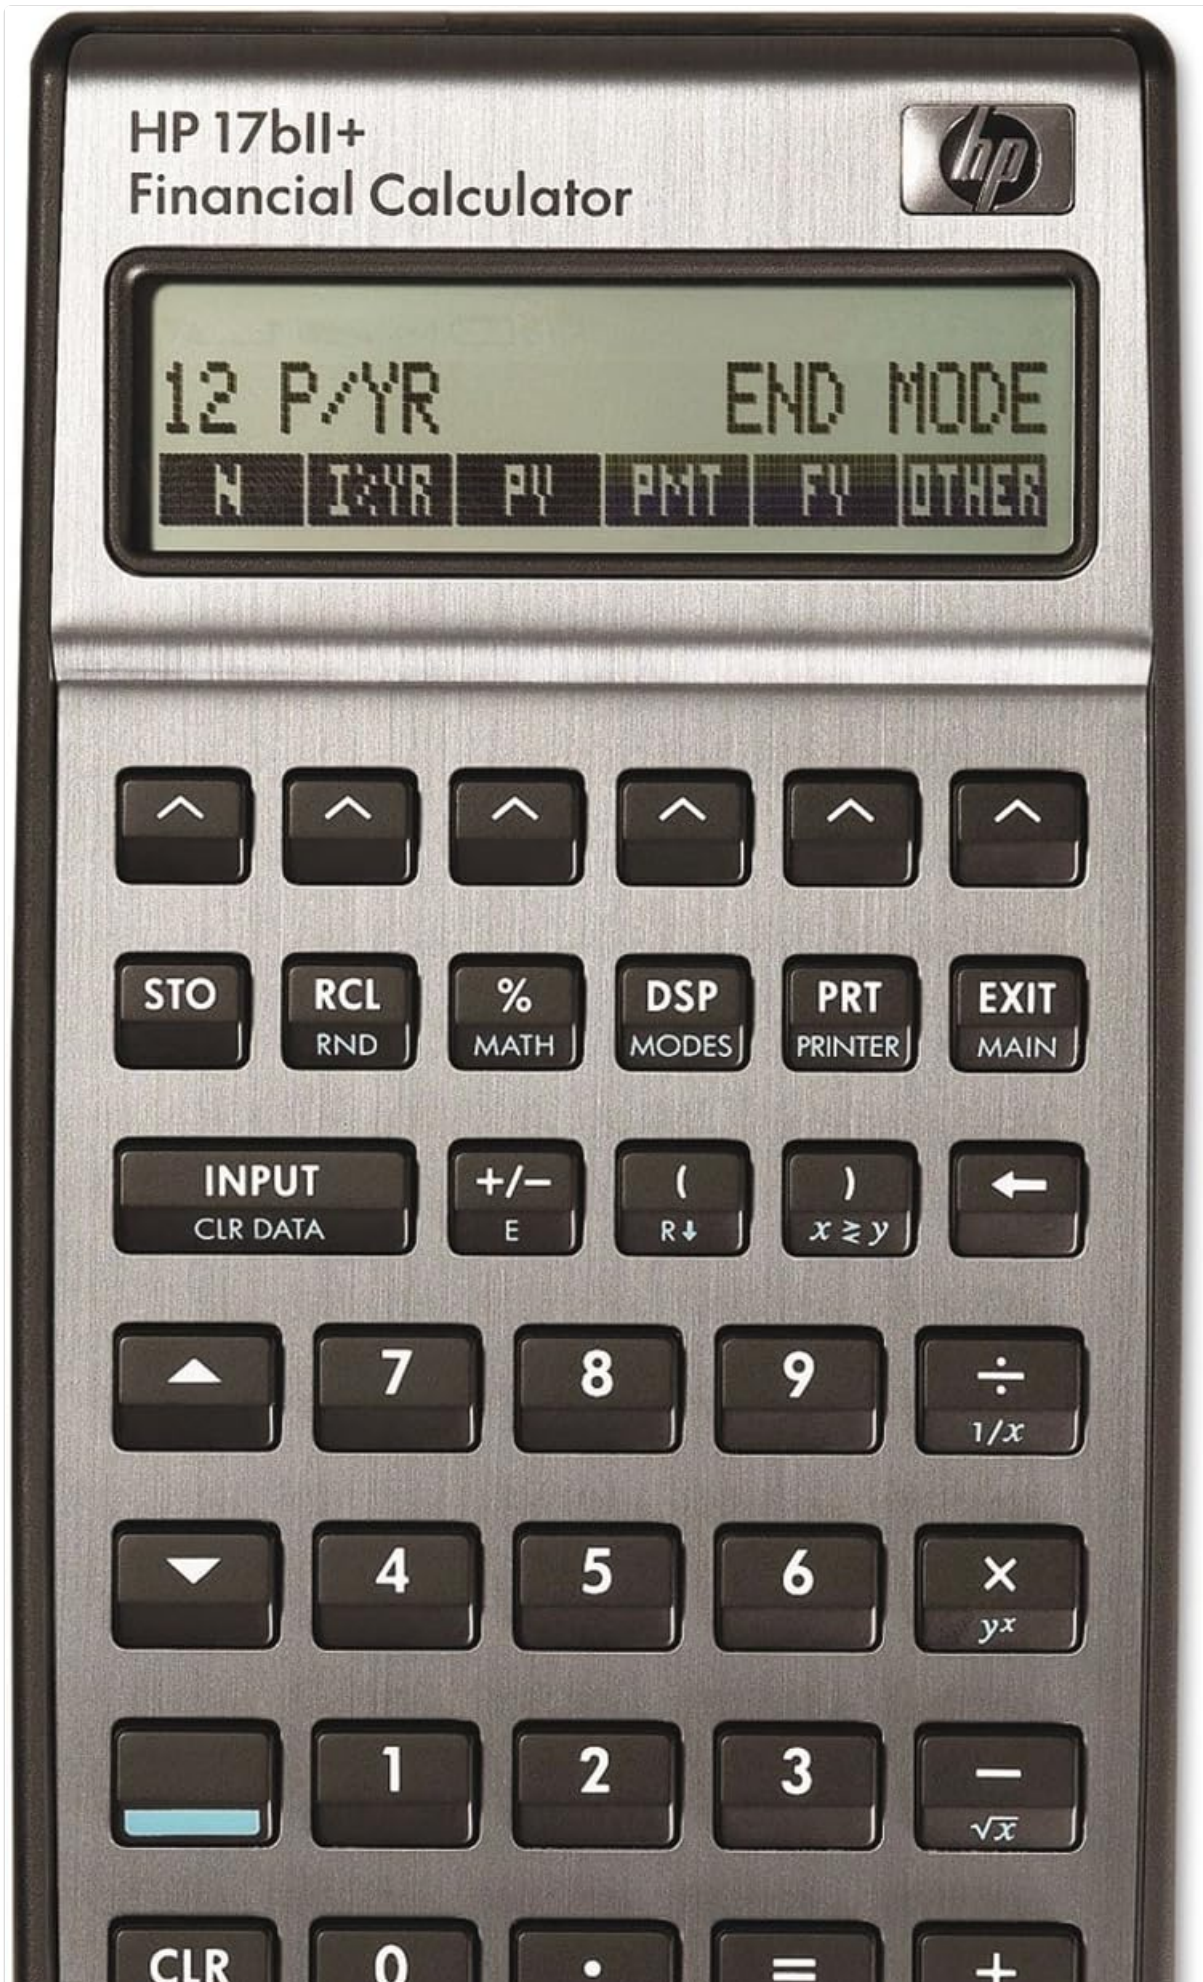 HP 17bII+
Financial Calculator
hp
12 P/YR END MODE
N I%YR PV PMT FV OTHER
STO RCL % DSP PRT EXIT
RND MATH MODES PRINTER MAIN
INPUT +/− ( ) ←
CLR DATA E R↓ x ≷ y
7 8 9 ÷
1/x
4 5 6 ×
yˣ
1 2 3 −
√x
CLR 0 . = +